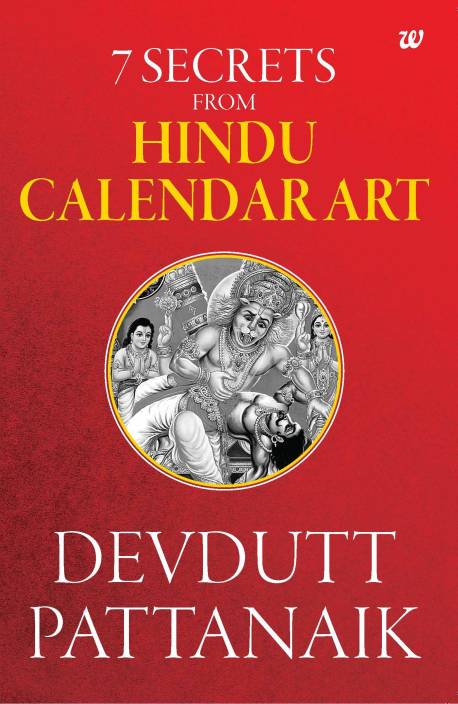 w
7 SECRETS
FROM
HINDU
CALENDAR ART
DEVDUTT
PATTANAIK